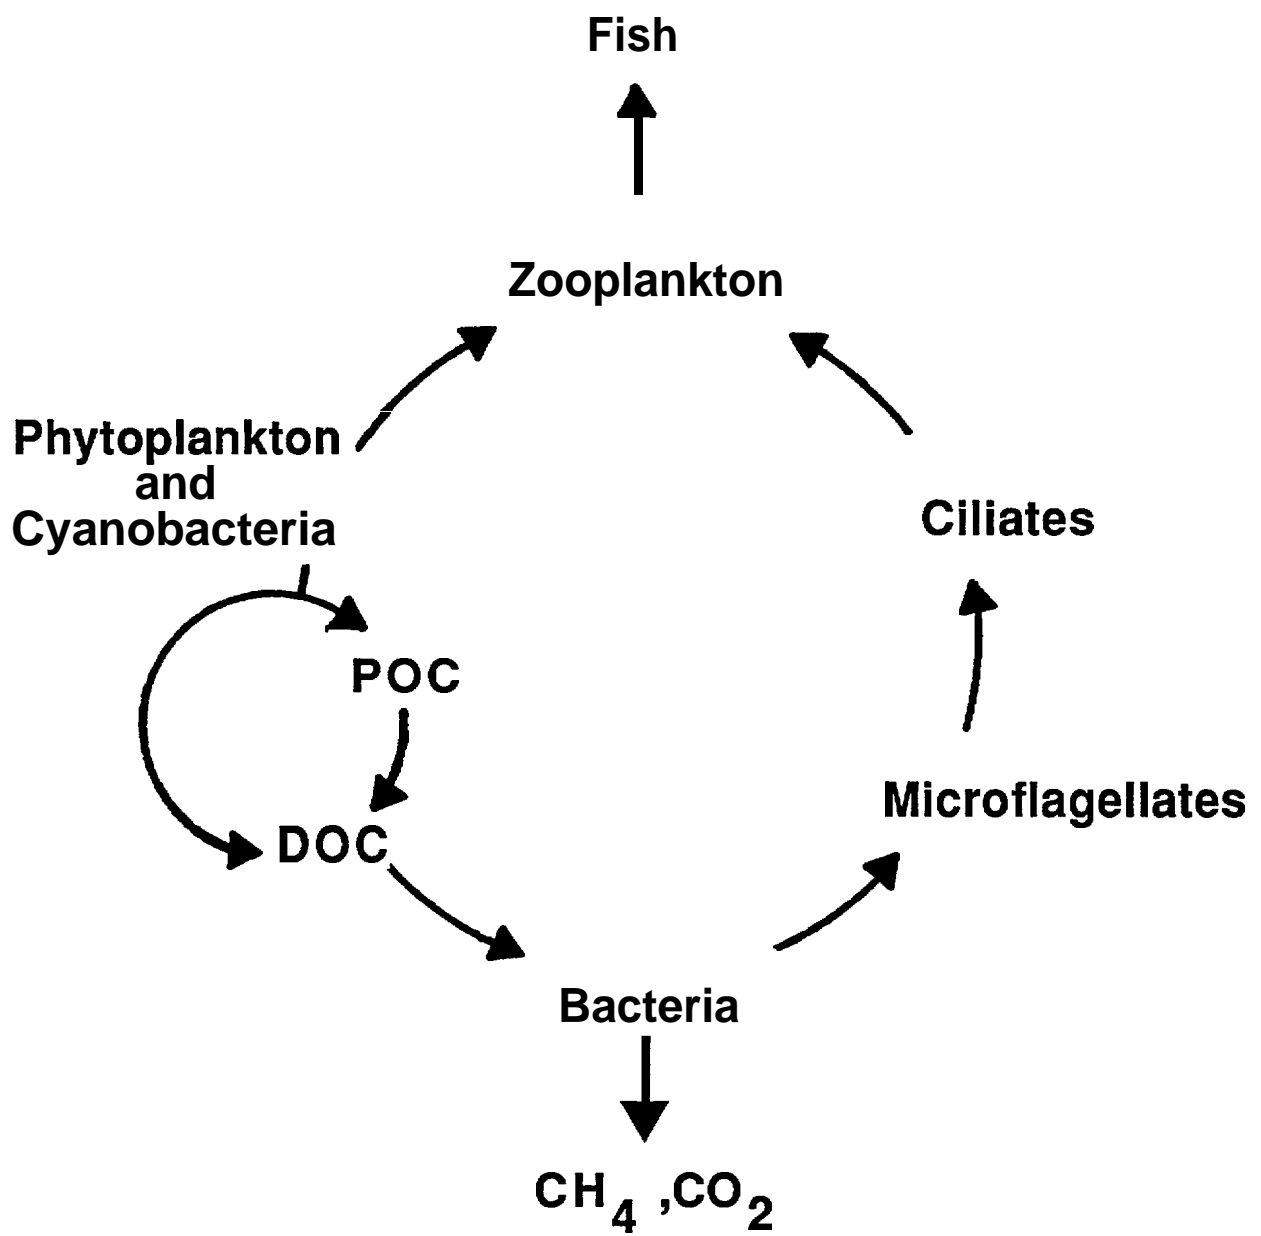 Fish
Zooplankton
Phytoplankton
and
Cyanobacteria
Ciliates
POC
Microflagellates
DOC
Bacteria
CH4 ,CO2